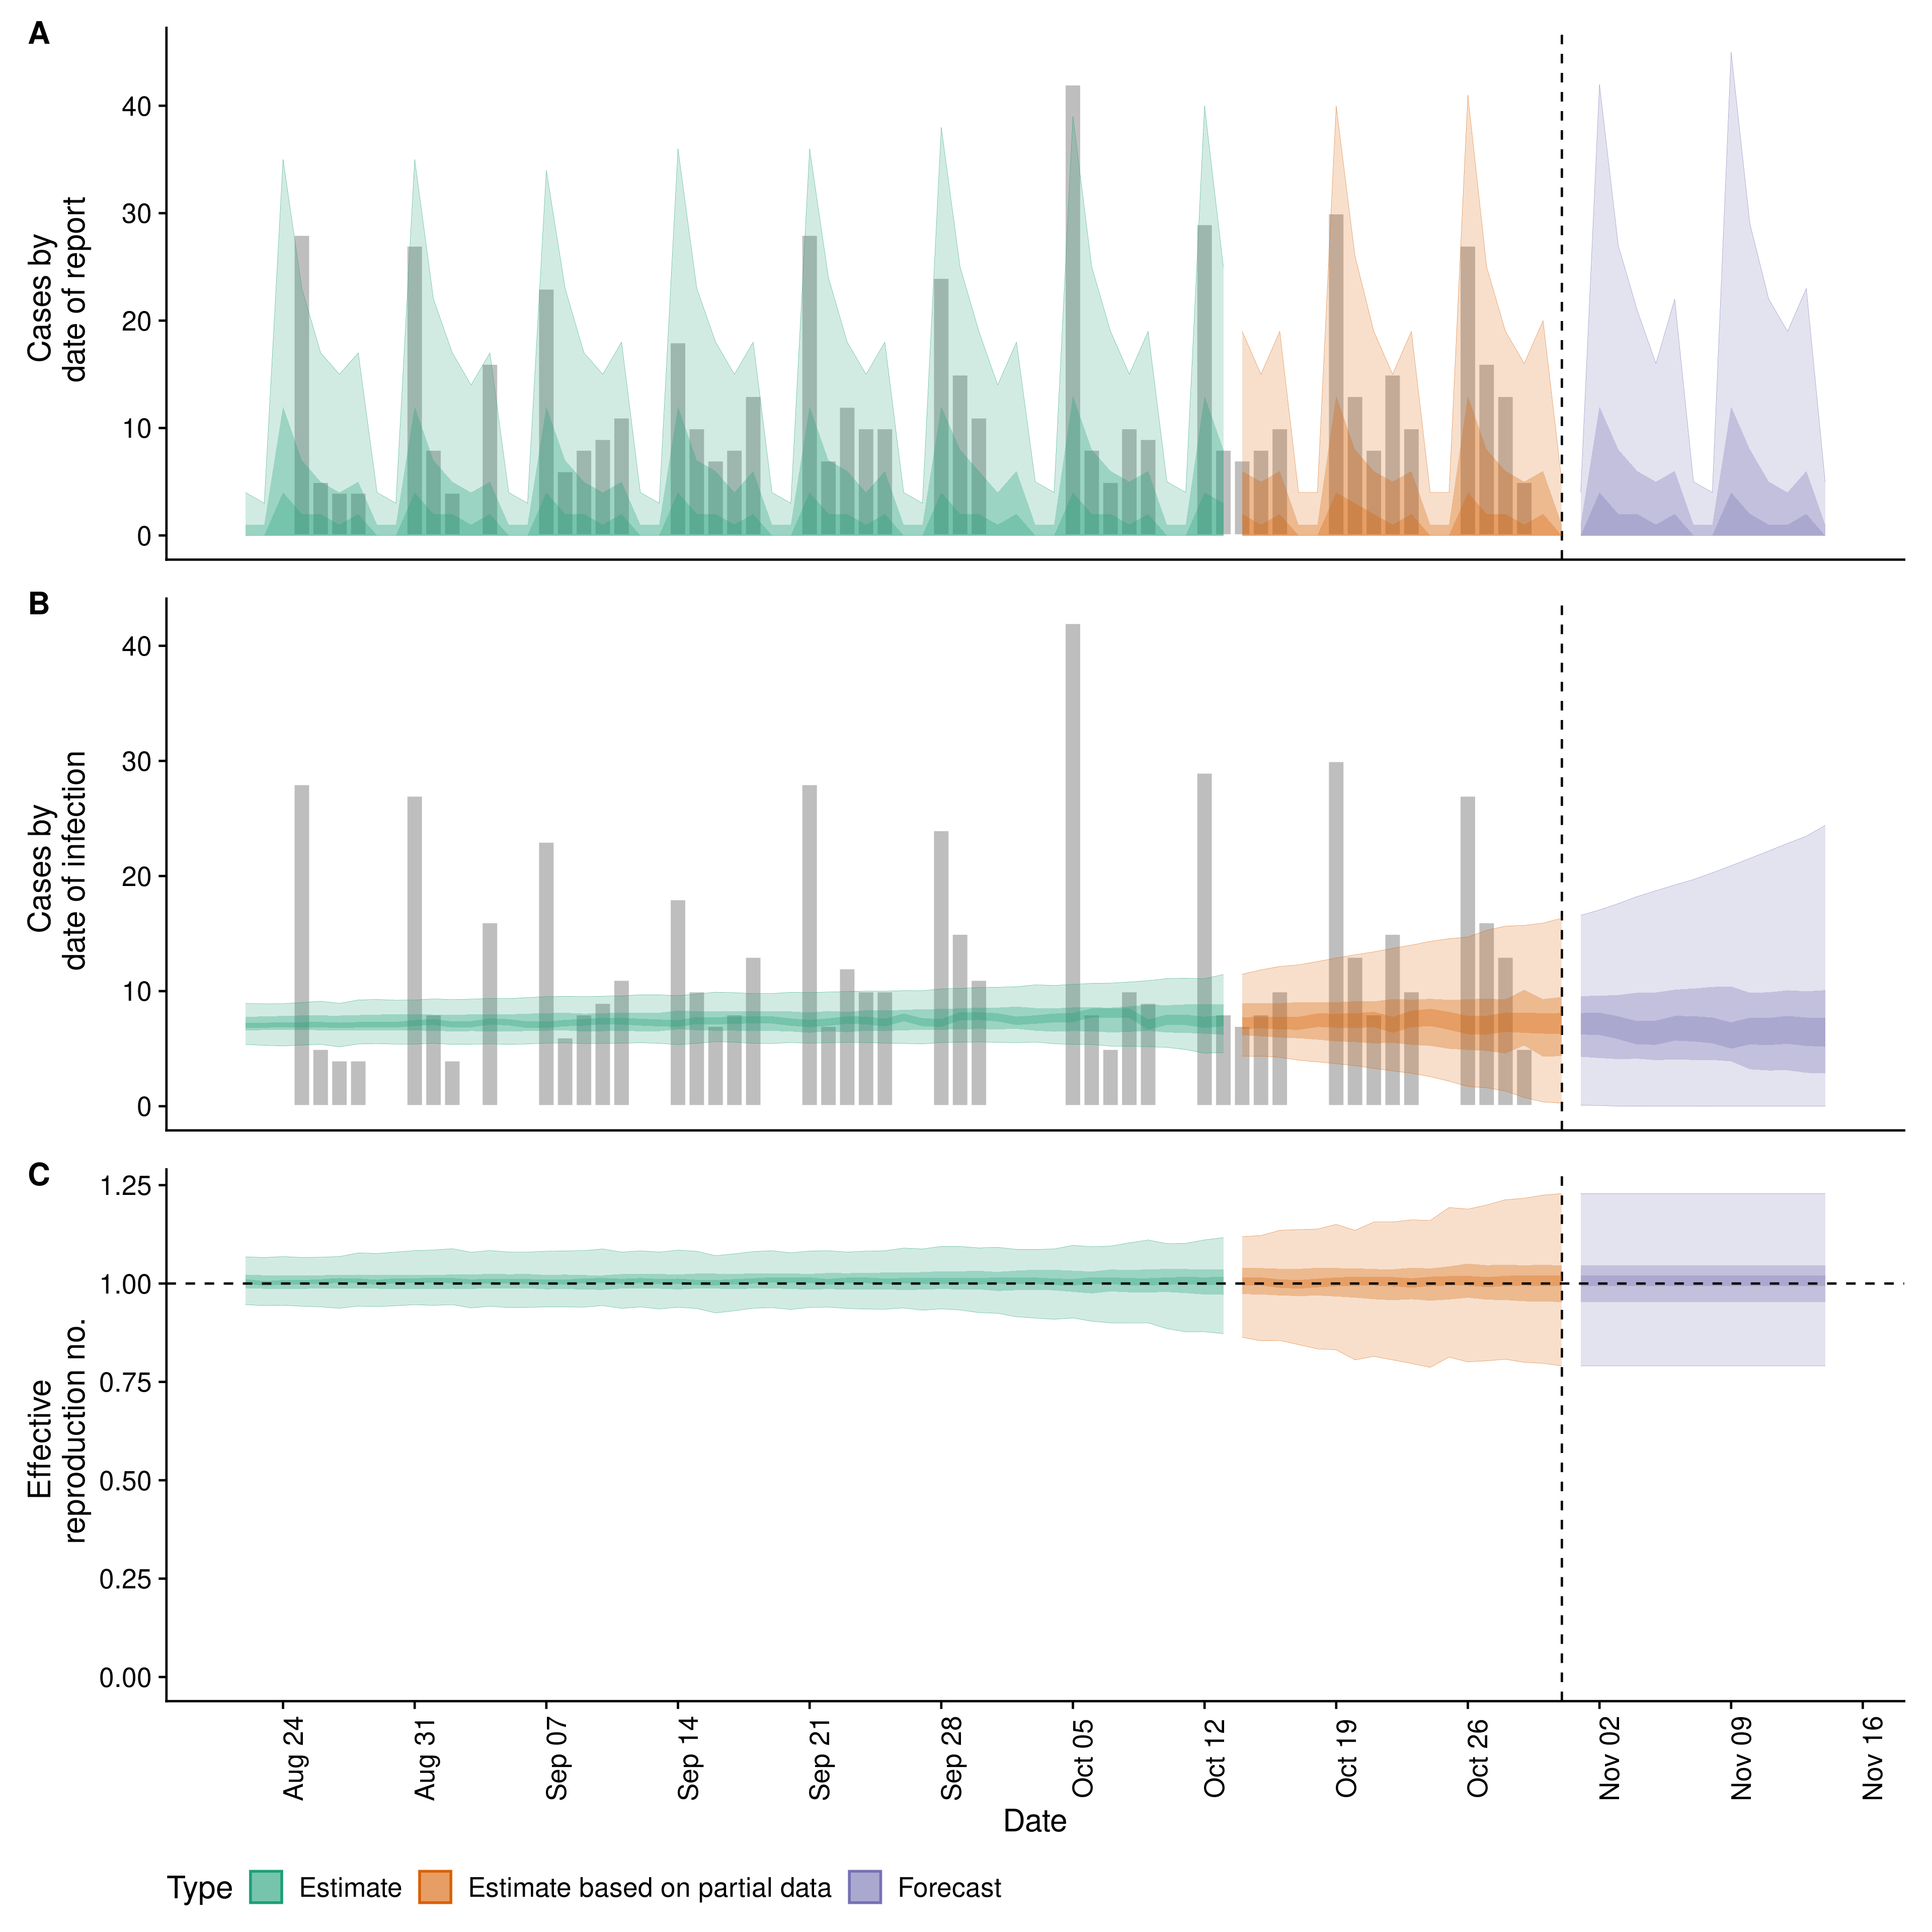 A
Cases by
date of report
40
30
20
10
0
B
Cases by
date of infection
40
30
20
10
0
C
Effective
reproduction no.
1.25
1.00
0.75
0.50
0.25
0.00
Aug 24
Aug 31
Sep 07
Sep 14
Sep 21
Sep 28
Oct 05
Oct 12
Oct 19
Oct 26
Nov 02
Nov 09
Nov 16
Date
Type Estimate Estimate based on partial data Forecast